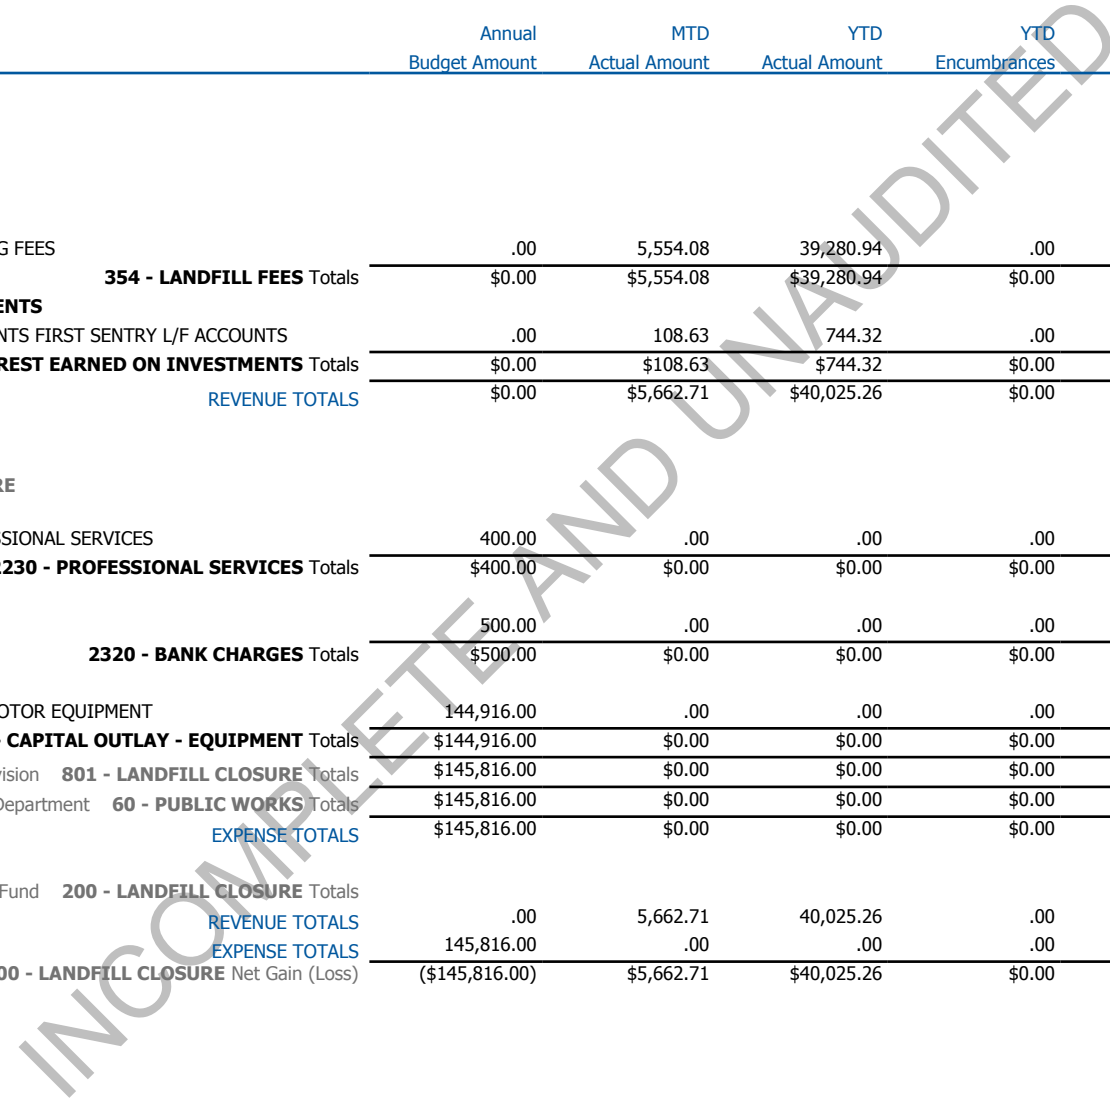 Annual MTD YTD YTD
Budget Amount Actual Amount Actual Amount Encumbrances
G FEES .00 5,554.08 39,280.94 .00
354 - LANDFILL FEES Totals $0.00 $5,554.08 $39,280.94 $0.00
ENTS
NTS FIRST SENTRY L/F ACCOUNTS .00 108.63 744.32 .00
REST EARNED ON INVESTMENTS Totals $0.00 $108.63 $744.32 $0.00
REVENUE TOTALS $0.00 $5,662.71 $40,025.26 $0.00
RE
SSIONAL SERVICES 400.00 .00 .00 .00
2230 - PROFESSIONAL SERVICES Totals $400.00 $0.00 $0.00 $0.00
500.00 .00 .00 .00
2320 - BANK CHARGES Totals $500.00 $0.00 $0.00 $0.00
OTOR EQUIPMENT 144,916.00 .00 .00 .00
- CAPITAL OUTLAY - EQUIPMENT Totals $144,916.00 $0.00 $0.00 $0.00
vision 801 - LANDFILL CLOSURE Totals $145,816.00 $0.00 $0.00 $0.00
Department 60 - PUBLIC WORKS Totals $145,816.00 $0.00 $0.00 $0.00
EXPENSE TOTALS $145,816.00 $0.00 $0.00 $0.00
Fund 200 - LANDFILL CLOSURE Totals
REVENUE TOTALS .00 5,662.71 40,025.26 .00
EXPENSE TOTALS 145,816.00 .00 .00 .00
00 - LANDFILL CLOSURE Net Gain (Loss) ($145,816.00) $5,662.71 $40,025.26 $0.00
INCOMPLETE AND UNAUDITED